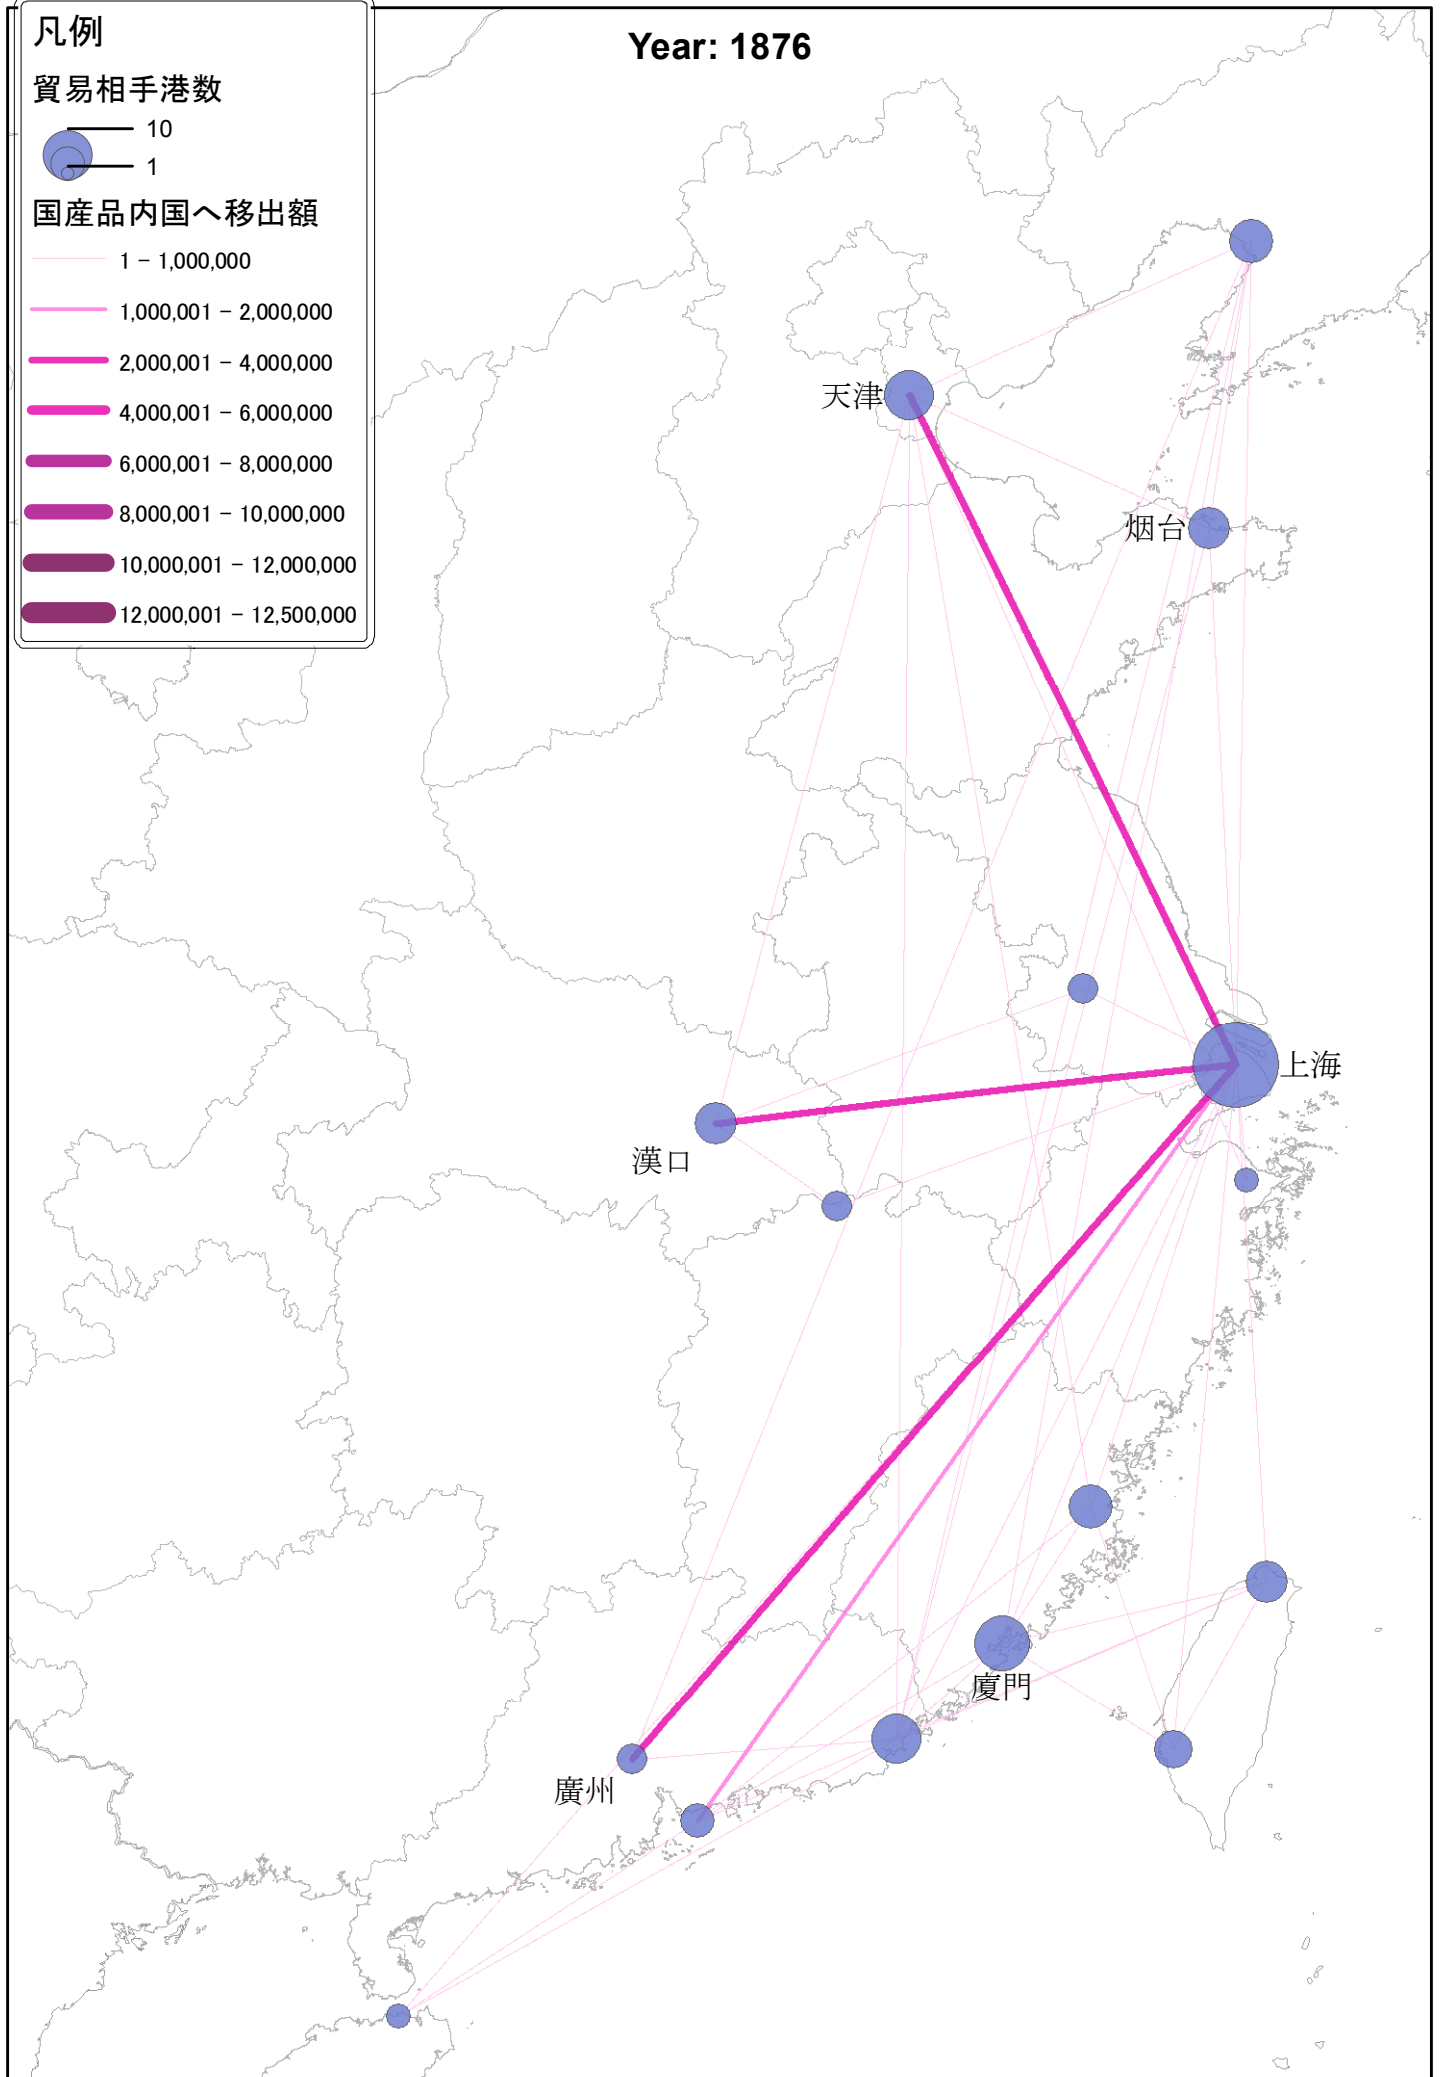 凡例
貿易相手港数
10
1
国産品内国へ移出額
1 - 1,000,000
1,000,001 - 2,000,000
2,000,001 - 4,000,000
4,000,001 - 6,000,000
6,000,001 - 8,000,000
8,000,001 - 10,000,000
10,000,001 - 12,000,000
12,000,001 - 12,500,000
Year: 1876
天津
烟台
上海
漢口
廈門
廣州